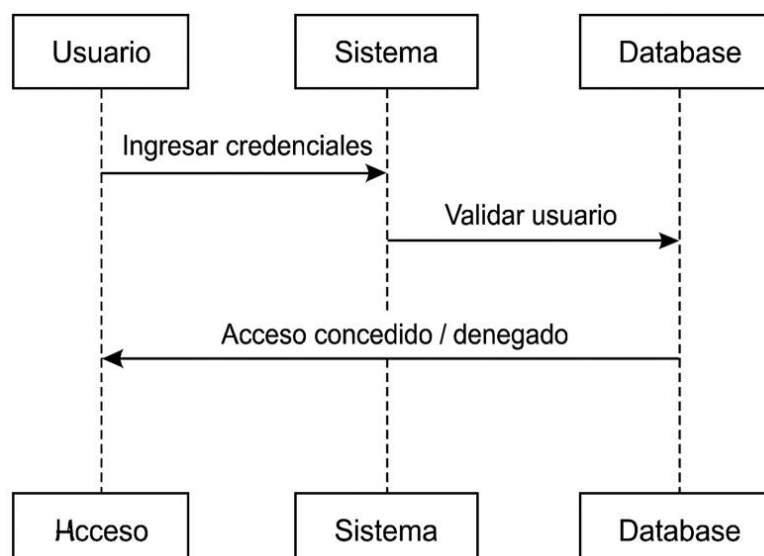 Usuario
Sistema
Database
Ingresar credenciales
Validar usuario
Acceso concedido / denegado
Hcceso
Sistema
Database